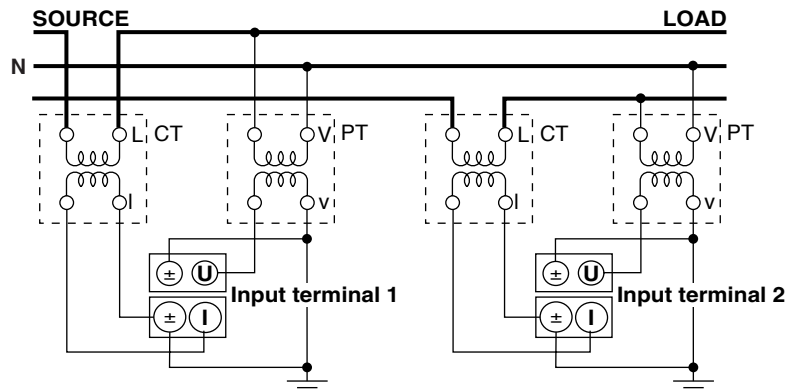 SOURCE LOAD
N
L CT V PT L CT V PT
l v l v
± U ± U
Input terminal 1 Input terminal 2
± I ± I